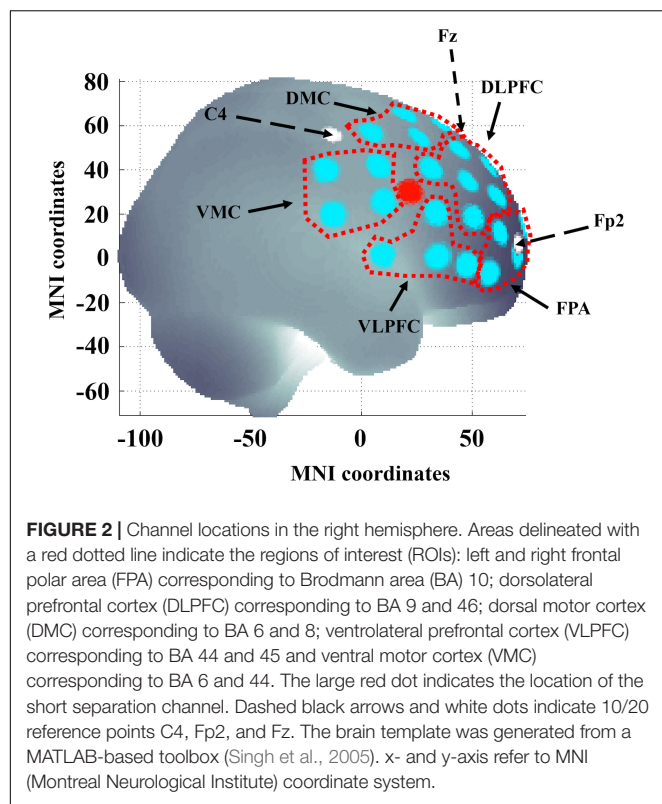 Fz
DLPFC
DMC
C4
VMC
Fp2
FPA
VLPFC
MNI coordinates
80
60
40
20
0
-20
-40
-60
-100
-50
0
50
MNI coordinates
FIGURE 2 | Channel locations in the right hemisphere. Areas delineated with
a red dotted line indicate the regions of interest (ROIs): left and right frontal
polar area (FPA) corresponding to Brodmann area (BA) 10; dorsolateral
prefrontal cortex (DLPFC) corresponding to BA 9 and 46; dorsal motor cortex
(DMC) corresponding to BA 6 and 8; ventrolateral prefrontal cortex (VLPFC)
corresponding to BA 44 and 45 and ventral motor cortex (VMC)
corresponding to BA 6 and 44. The large red dot indicates the location of the
short separation channel. Dashed black arrows and white dots indicate 10/20
reference points C4, Fp2, and Fz. The brain template was generated from a
MATLAB-based toolbox (Singh et al., 2005). x- and y-axis refer to MNI
(Montreal Neurological Institute) coordinate system.